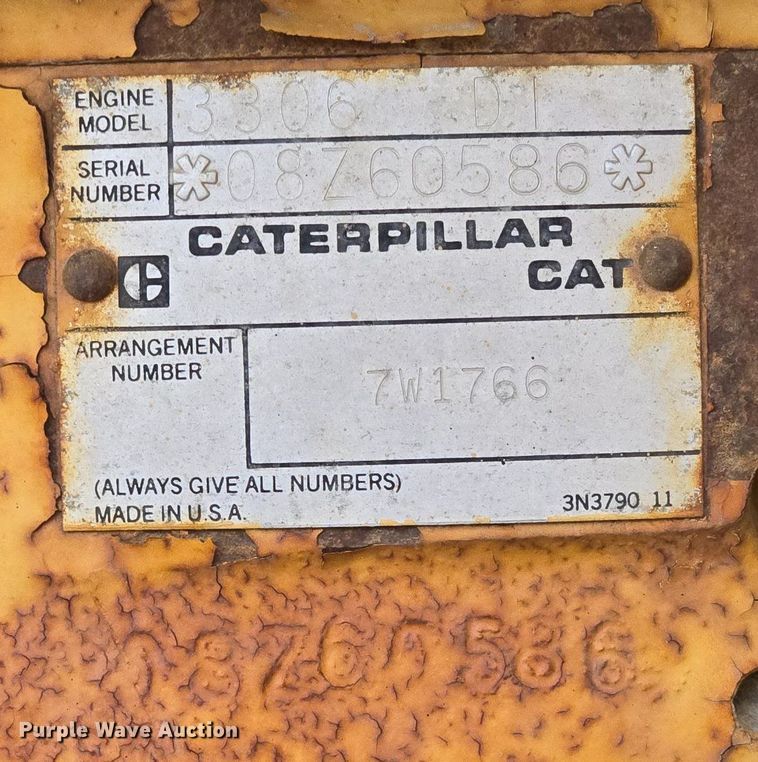 ENGINE MODEL 3306 DI
SERIAL NUMBER *08Z60586*
CATERPILLAR
CAT
ARRANGEMENT NUMBER 7W1766
(ALWAYS GIVE ALL NUMBERS)
MADE IN U.S.A. 3N3790 11
08Z60586
Purple Wave Auction